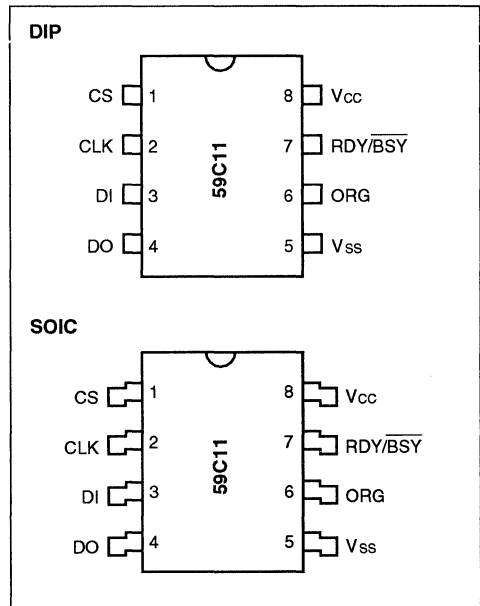 DIP
CS 1 8 Vcc
CLK 2 7 RDY/BSY
59C11
DI 3 6 ORG
DO 4 5 Vss
SOIC
CS 1 8 Vcc
CLK 2 7 RDY/BSY
59C11
DI 3 6 ORG
DO 4 5 Vss